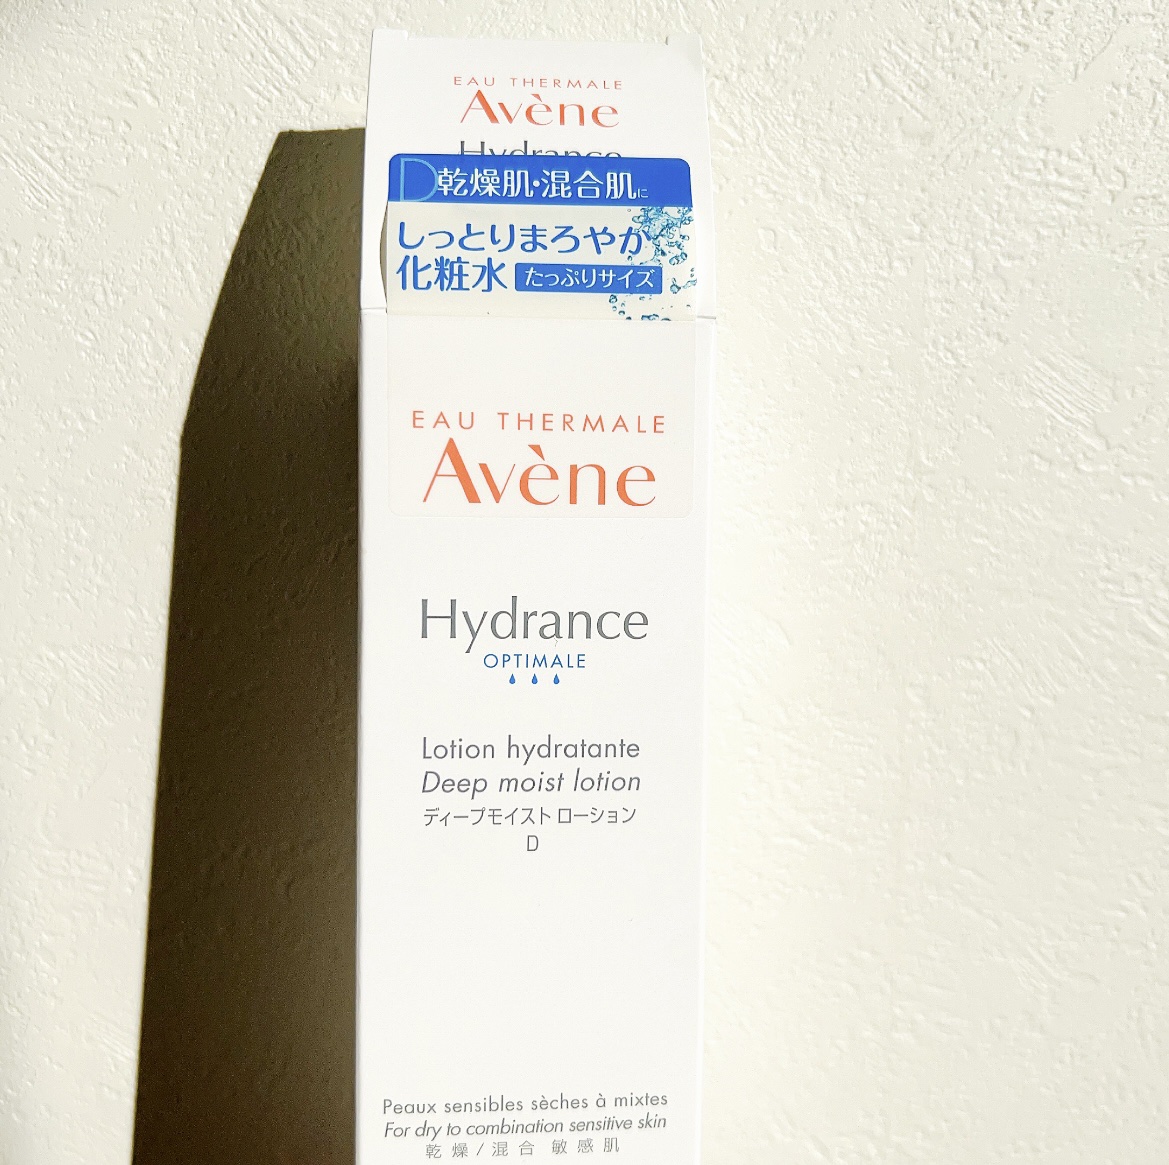 EAU THERMALE
Avène
Hydrance
D乾燥肌・混合肌に
しっとりまろやか
化粧水 たっぷりサイズ
EAU THERMALE
Avène
Hydrance
OPTIMALE
Lotion hydratante
Deep moist lotion
ディープモイスト ローション
D
Peaux sensibles sèches à mixtes
For dry to combination sensitive skin
乾燥/混合 敏感肌